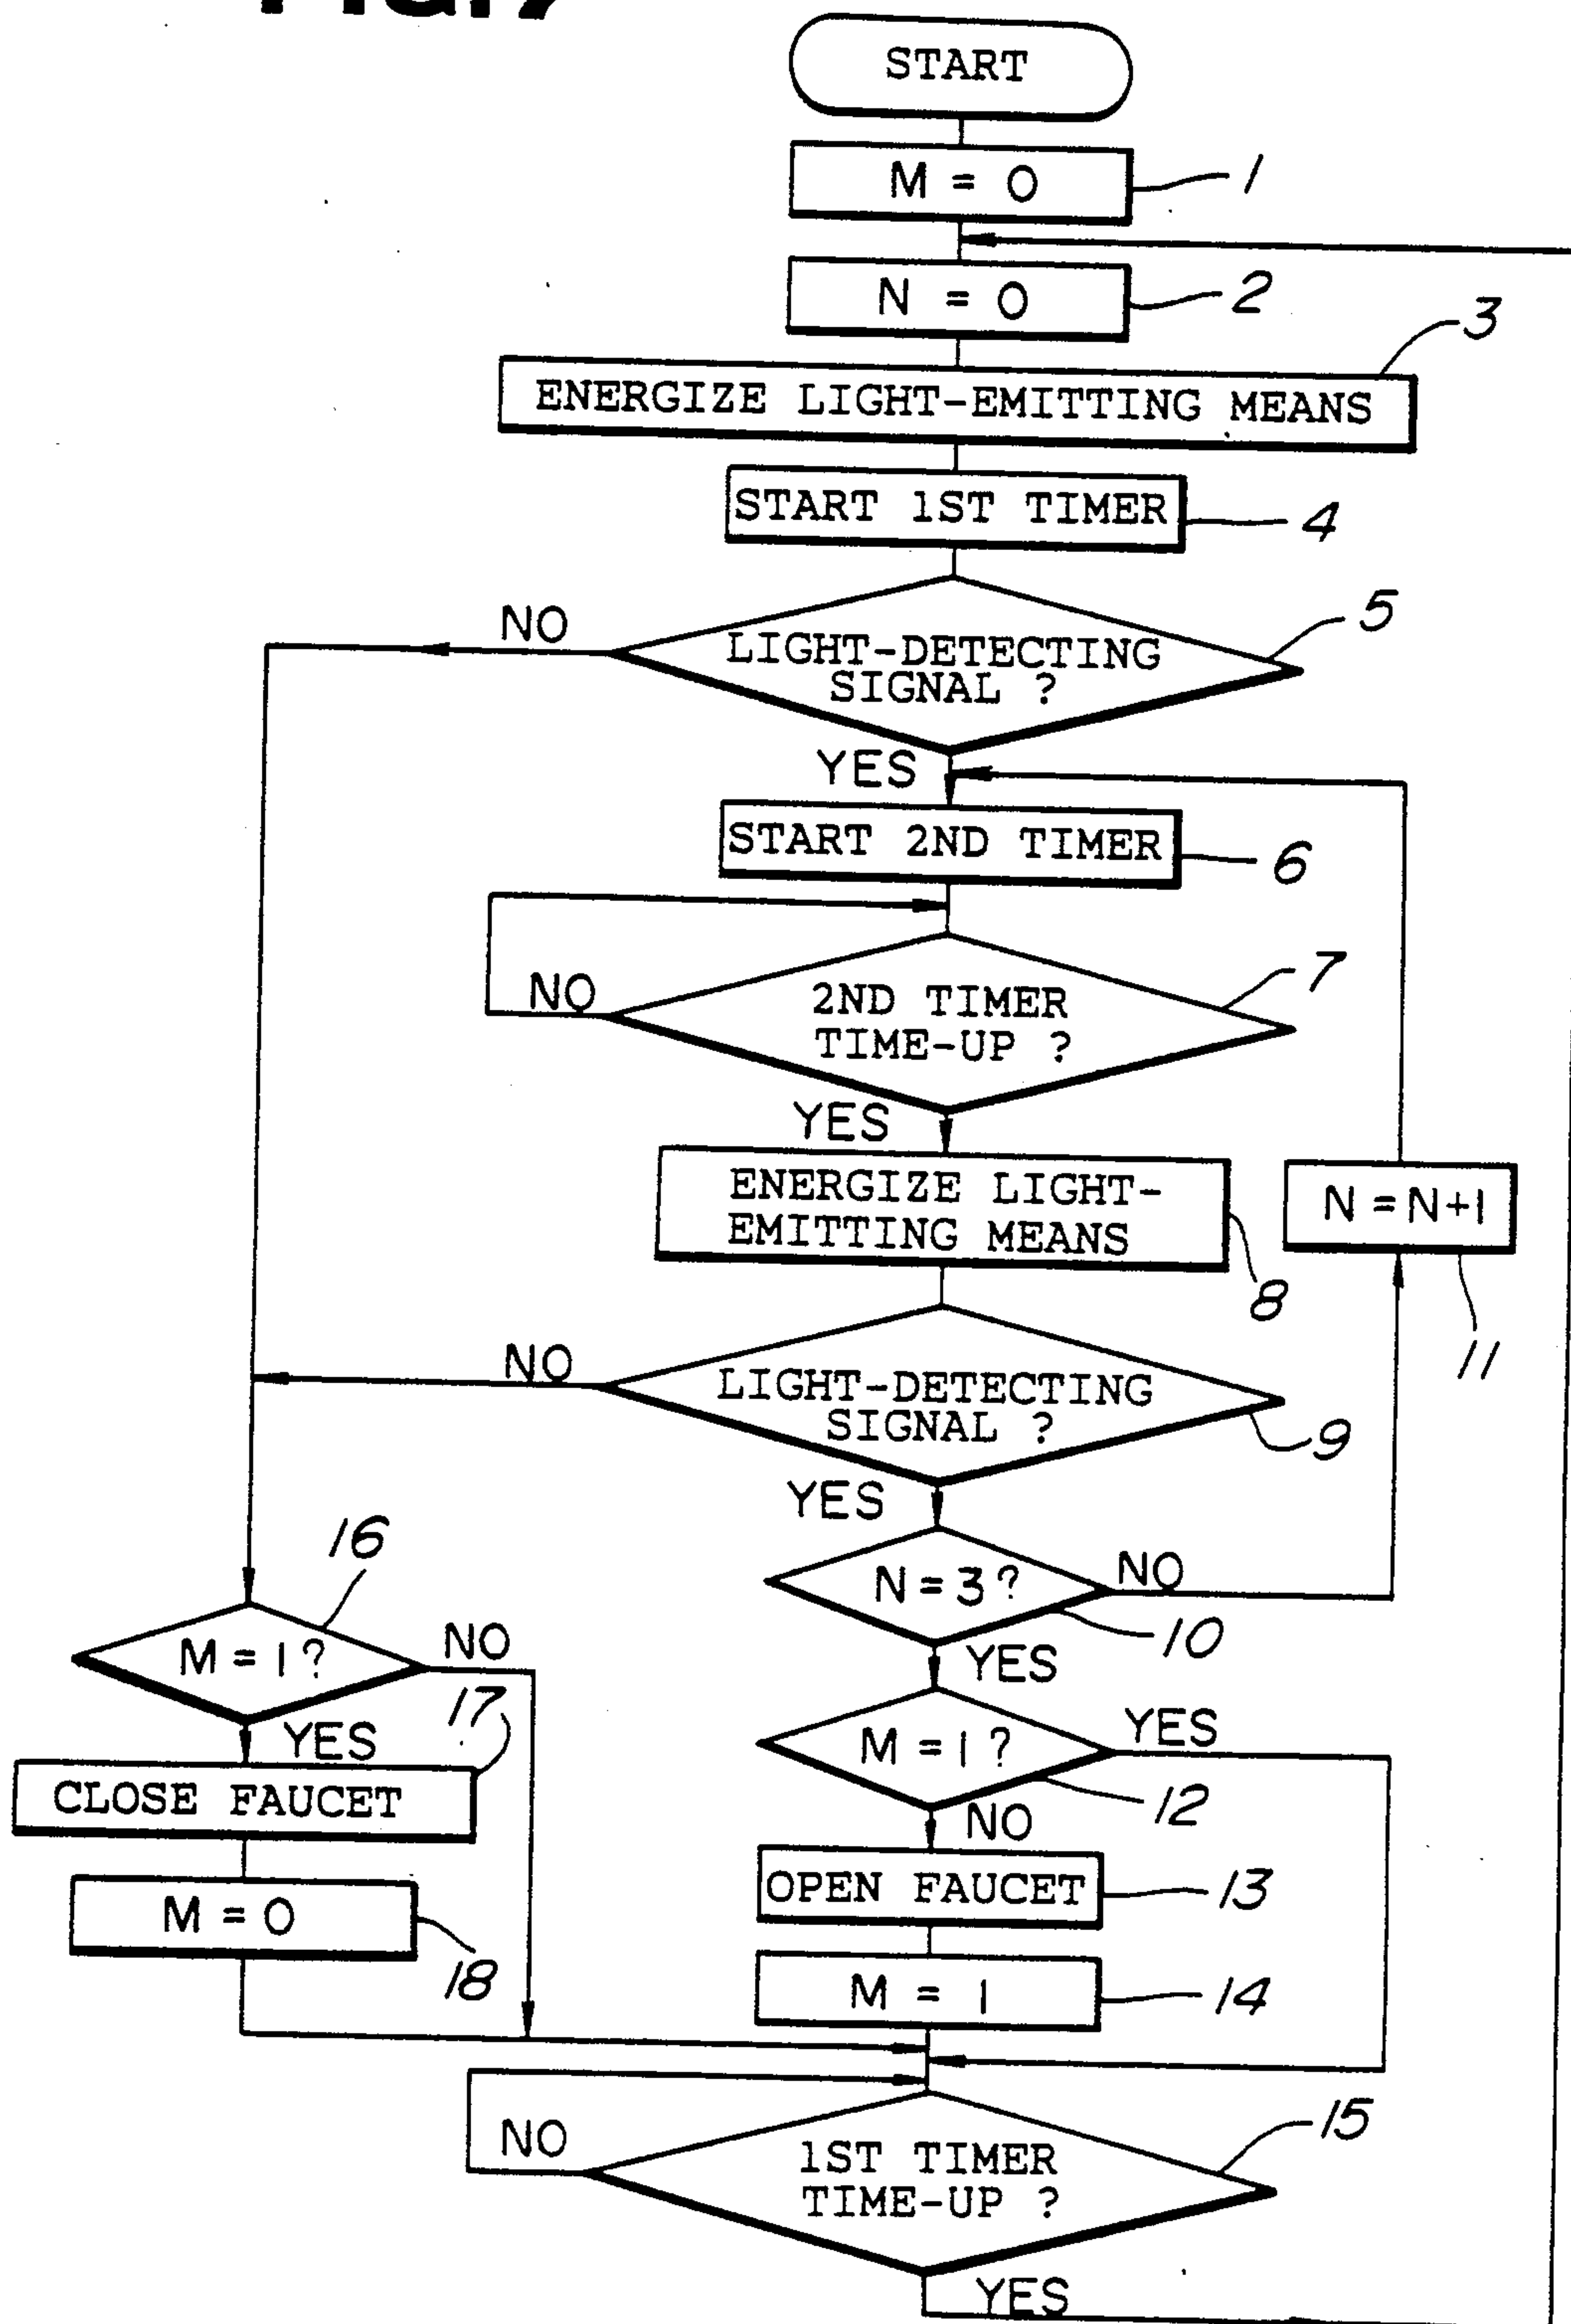 START
M = 0
1
N = 0
2
3
ENERGIZE LIGHT-EMITTING MEANS
START 1ST TIMER
4
NO
5
LIGHT-DETECTING
SIGNAL ?
YES
START 2ND TIMER
6
7
NO
2ND TIMER
TIME-UP ?
YES
ENERGIZE LIGHT-
EMITTING MEANS
N = N+1
8
11
NO
LIGHT-DETECTING
SIGNAL ?
9
YES
16
N = 3 ?
NO
10
M = 1 ?
NO
YES
17
YES
M = 1 ?
YES
12
CLOSE FAUCET
NO
OPEN FAUCET
13
M = 0
18
M = 1
14
15
NO
1ST TIMER
TIME-UP ?
YES